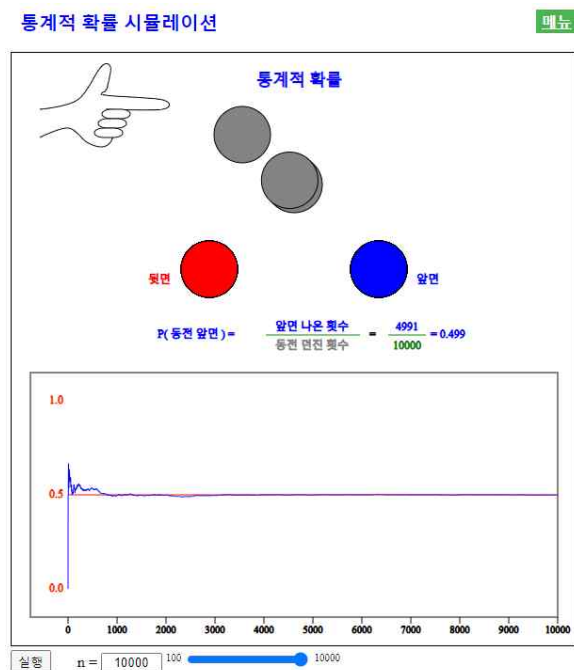 통계적 확률 시뮬레이션
메뉴
통계적 확률
뒷면
앞면
P( 동전 앞면 ) = 앞면 나온 횟수 / 동전 던진 횟수 = 4991 / 10000 = 0.499
1.0
0.5
0.0
0 1000 2000 3000 4000 5000 6000 7000 8000 9000 10000
실행 n = 10000 100 10000